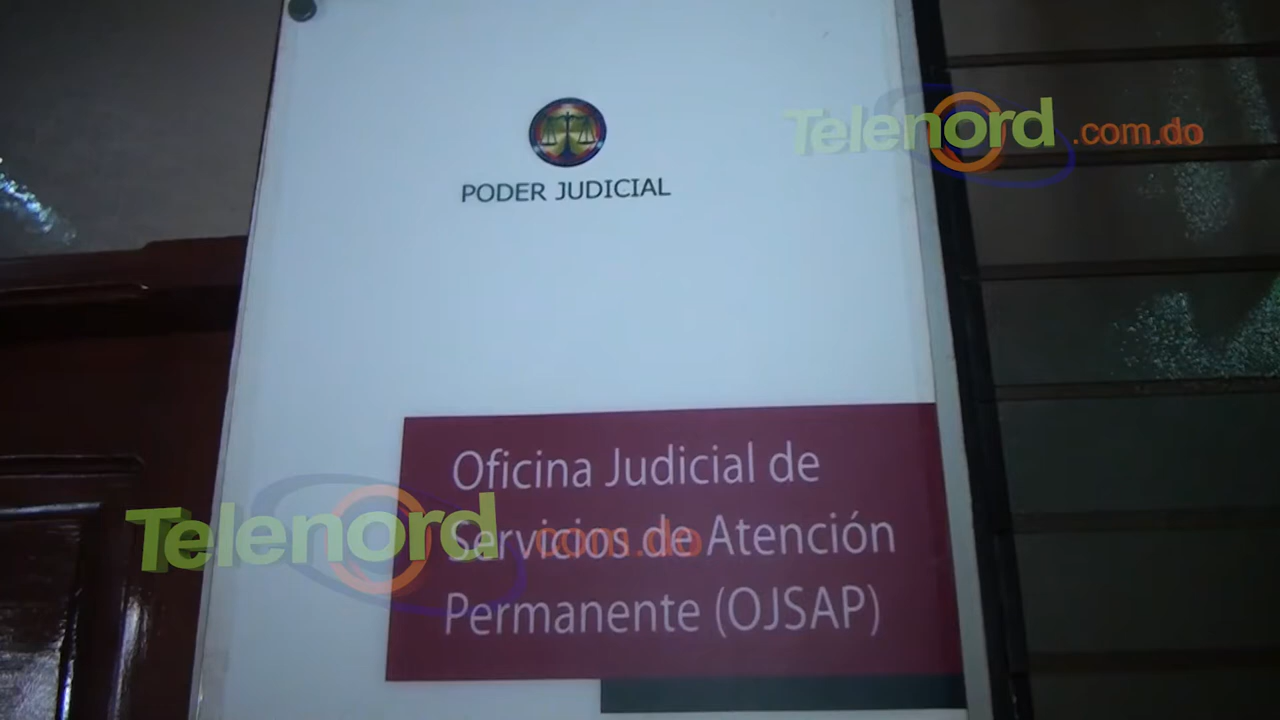 Telenord.com.do
PODER JUDICIAL
Oficina Judicial de
Servicios de Atención
Permanente (OJSAP)
Telenord.com.do